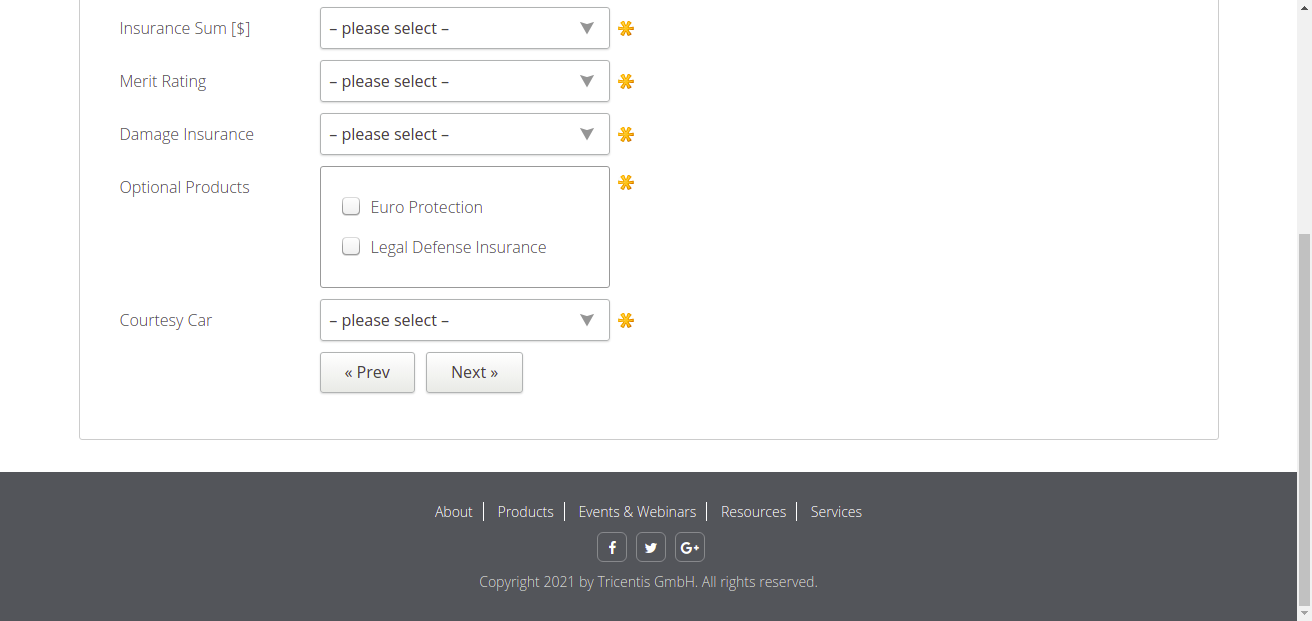 Insurance Sum [$] – please select –
Merit Rating – please select –
Damage Insurance – please select –
Optional Products
Euro Protection
Legal Defense Insurance
Courtesy Car – please select –
« Prev Next »
About Products Events & Webinars Resources Services
Copyright 2021 by Tricentis GmbH. All rights reserved.